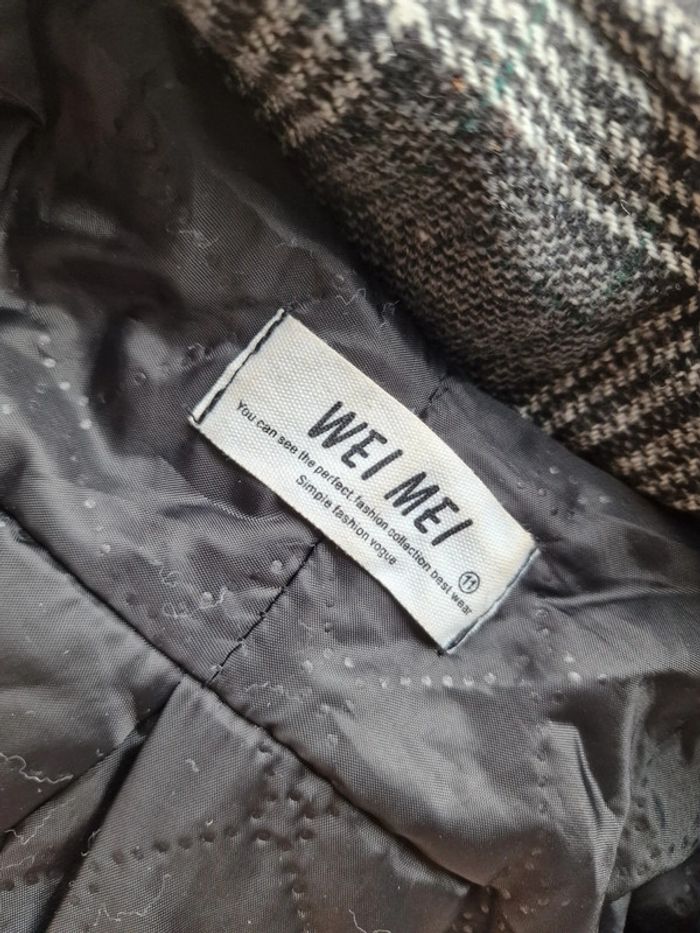 WEI MEI
You can see the perfect fashion collection best wear
Simple fashion vogue
11